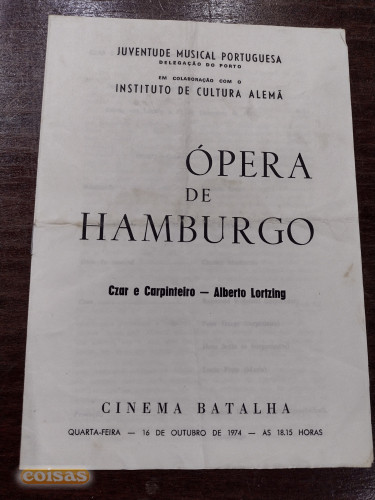 JUVENTUDE MUSICAL PORTUGUESA
DELEGAÇÃO DO PORTO
EM COLABORAÇÃO COM O
INSTITUTO DE CULTURA ALEMÃ
ÓPERA
DE
HAMBURGO
Czar e Carpinteiro — Alberto Lortzing
CINEMA BATALHA
QUARTA-FEIRA — 16 DE OUTUBRO DE 1974 — AS 18.15 HORAS
coisas